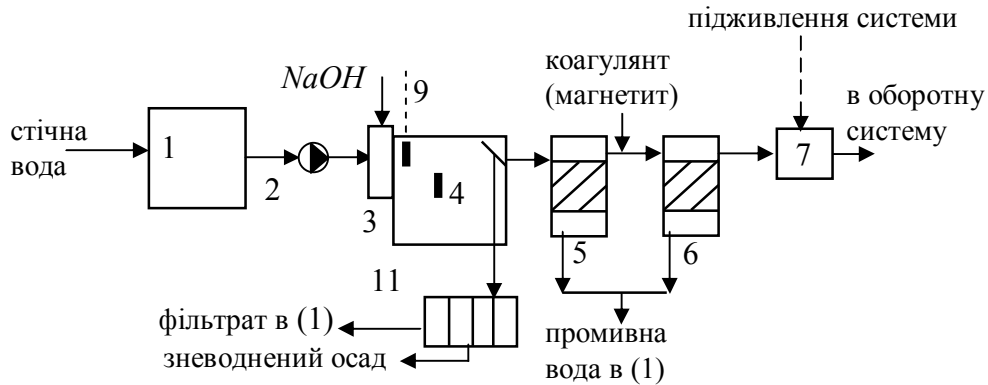 підживлення системи
коагулянт
(магнетит)
NaOH
9
в оборотну
систему
стічна
вода
1
2
3
4
5
6
7
11
фільтрат в (1)
зневоднений осад
промивна
вода в (1)